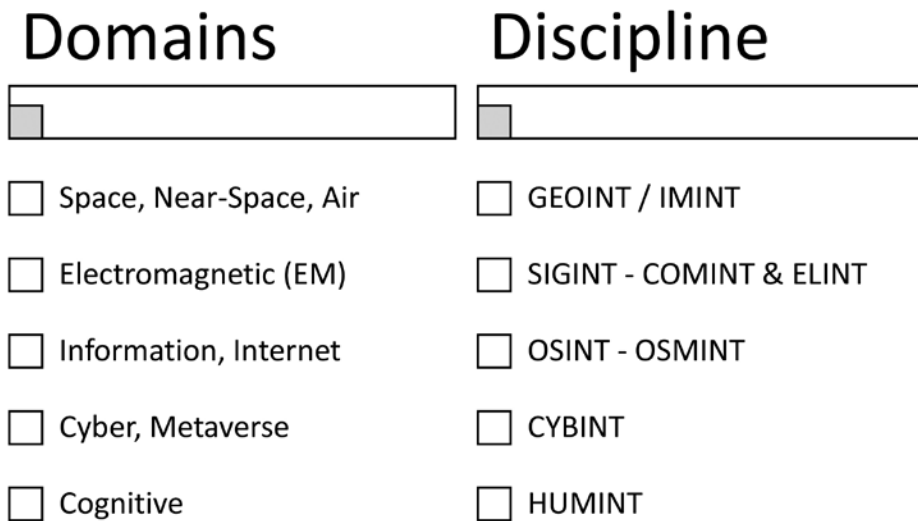 Domains
Space, Near-Space, Air
Electromagnetic (EM)
Information, Internet
Cyber, Metaverse
Cognitive
Discipline
GEOINT / IMINT
SIGINT - COMINT & ELINT
OSINT - OSMINT
CYBINT
HUMINT